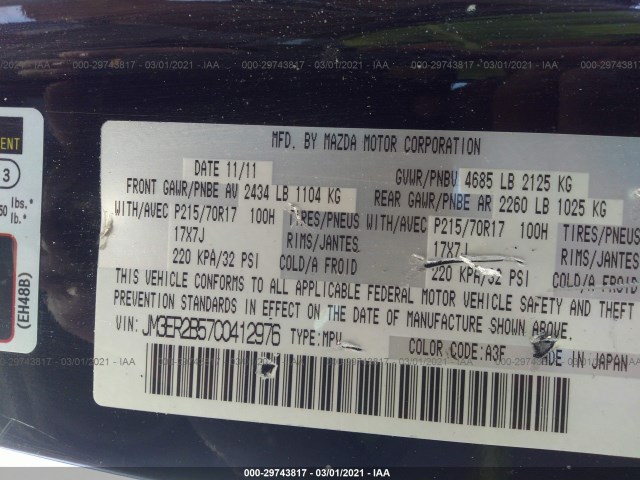 000-29743817 - 03/01/2021 - IAA
MFD. BY MAZDA MOTOR CORPORATION
DATE 11/11
GVWR/PNBV 4685 LB 2125 KG
FRONT GAWR/PNBE AV 2434 LB 1104 KG
REAR GAWR/PNBE AR 2260 LB 1025 KG
WITH/AVEC P215/70R17 100H TIRES/PNEUS
17X7J RIMS/JANTES
220 KPA/32 PSI COLD/A FROID
WITH/AVEC P215/70R17 100H TIRES/PNEUS
17X7J RIMS/JANTES
220 KPA/32 PSI COLD/A FROID
THIS VEHICLE CONFORMS TO ALL APPLICABLE FEDERAL MOTOR VEHICLE SAFETY AND THEFT
PREVENTION STANDARDS IN EFFECT ON THE DATE OF MANUFACTURE SHOWN ABOVE.
VIN: JM3ER2B57C0412976 TYPE:MPV
COLOR CODE:A3F MADE IN JAPAN
(EH48B)
3
50 lbs.*
lb.*
000-29743817 - 03/01/2021 - IAA